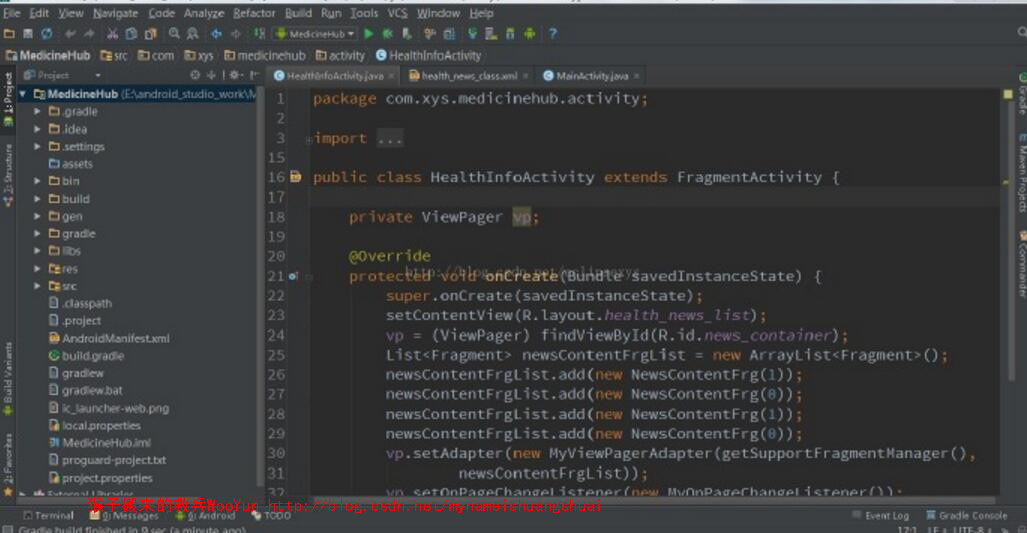 File Edit View Navigate Code Analyze Refactor Build Run Tools VCS Window Help
MedicineHub
MedicineHub src com xys medicinehub activity HealthInfoActivity
Project
HealthInfoActivity.java health_news_class.xml MainActivity.java
1: Project
2: Structure
Build Variants
2: Favorites
MedicineHub (E:\android_studio_work\M
.gradle
.idea
.settings
assets
bin
build
gen
gradle
libs
res
src
.classpath
.project
AndroidManifest.xml
build.gradle
gradlew
gradlew.bat
ic_launcher-web.png
local.properties
MedicineHub.iml
proguard-project.txt
project.properties
External Libraries
1 package com.xys.medicinehub.activity;
2
3 import ...
15
16 public class HealthInfoActivity extends FragmentActivity {
17
18 private ViewPager vp;
19
20 @Override
21 protected void onCreate(Bundle savedInstanceState) {
22 super.onCreate(savedInstanceState);
23 setContentView(R.layout.health_news_list);
24 vp = (ViewPager) findViewById(R.id.news_container);
25 List<Fragment> newsContentFrgList = new ArrayList<Fragment>();
26 newsContentFrgList.add(new NewsContentFrg(1));
27 newsContentFrgList.add(new NewsContentFrg(0));
28 newsContentFrgList.add(new NewsContentFrg(1));
29 newsContentFrgList.add(new NewsContentFrg(0));
30 vp.setAdapter(new MyViewPagerAdapter(getSupportFragmentManager(),
31 newsContentFrgList));
32 vp.setOnPageChangeListener(new MyOnPageChangeListener());
Gradle
Maven Projects
Commander
Terminal 0: Messages 6: Android TODO
Event Log Gradle Console
Gradle build finished in 9 sec (a minute ago)
17:1 LF UTF-8